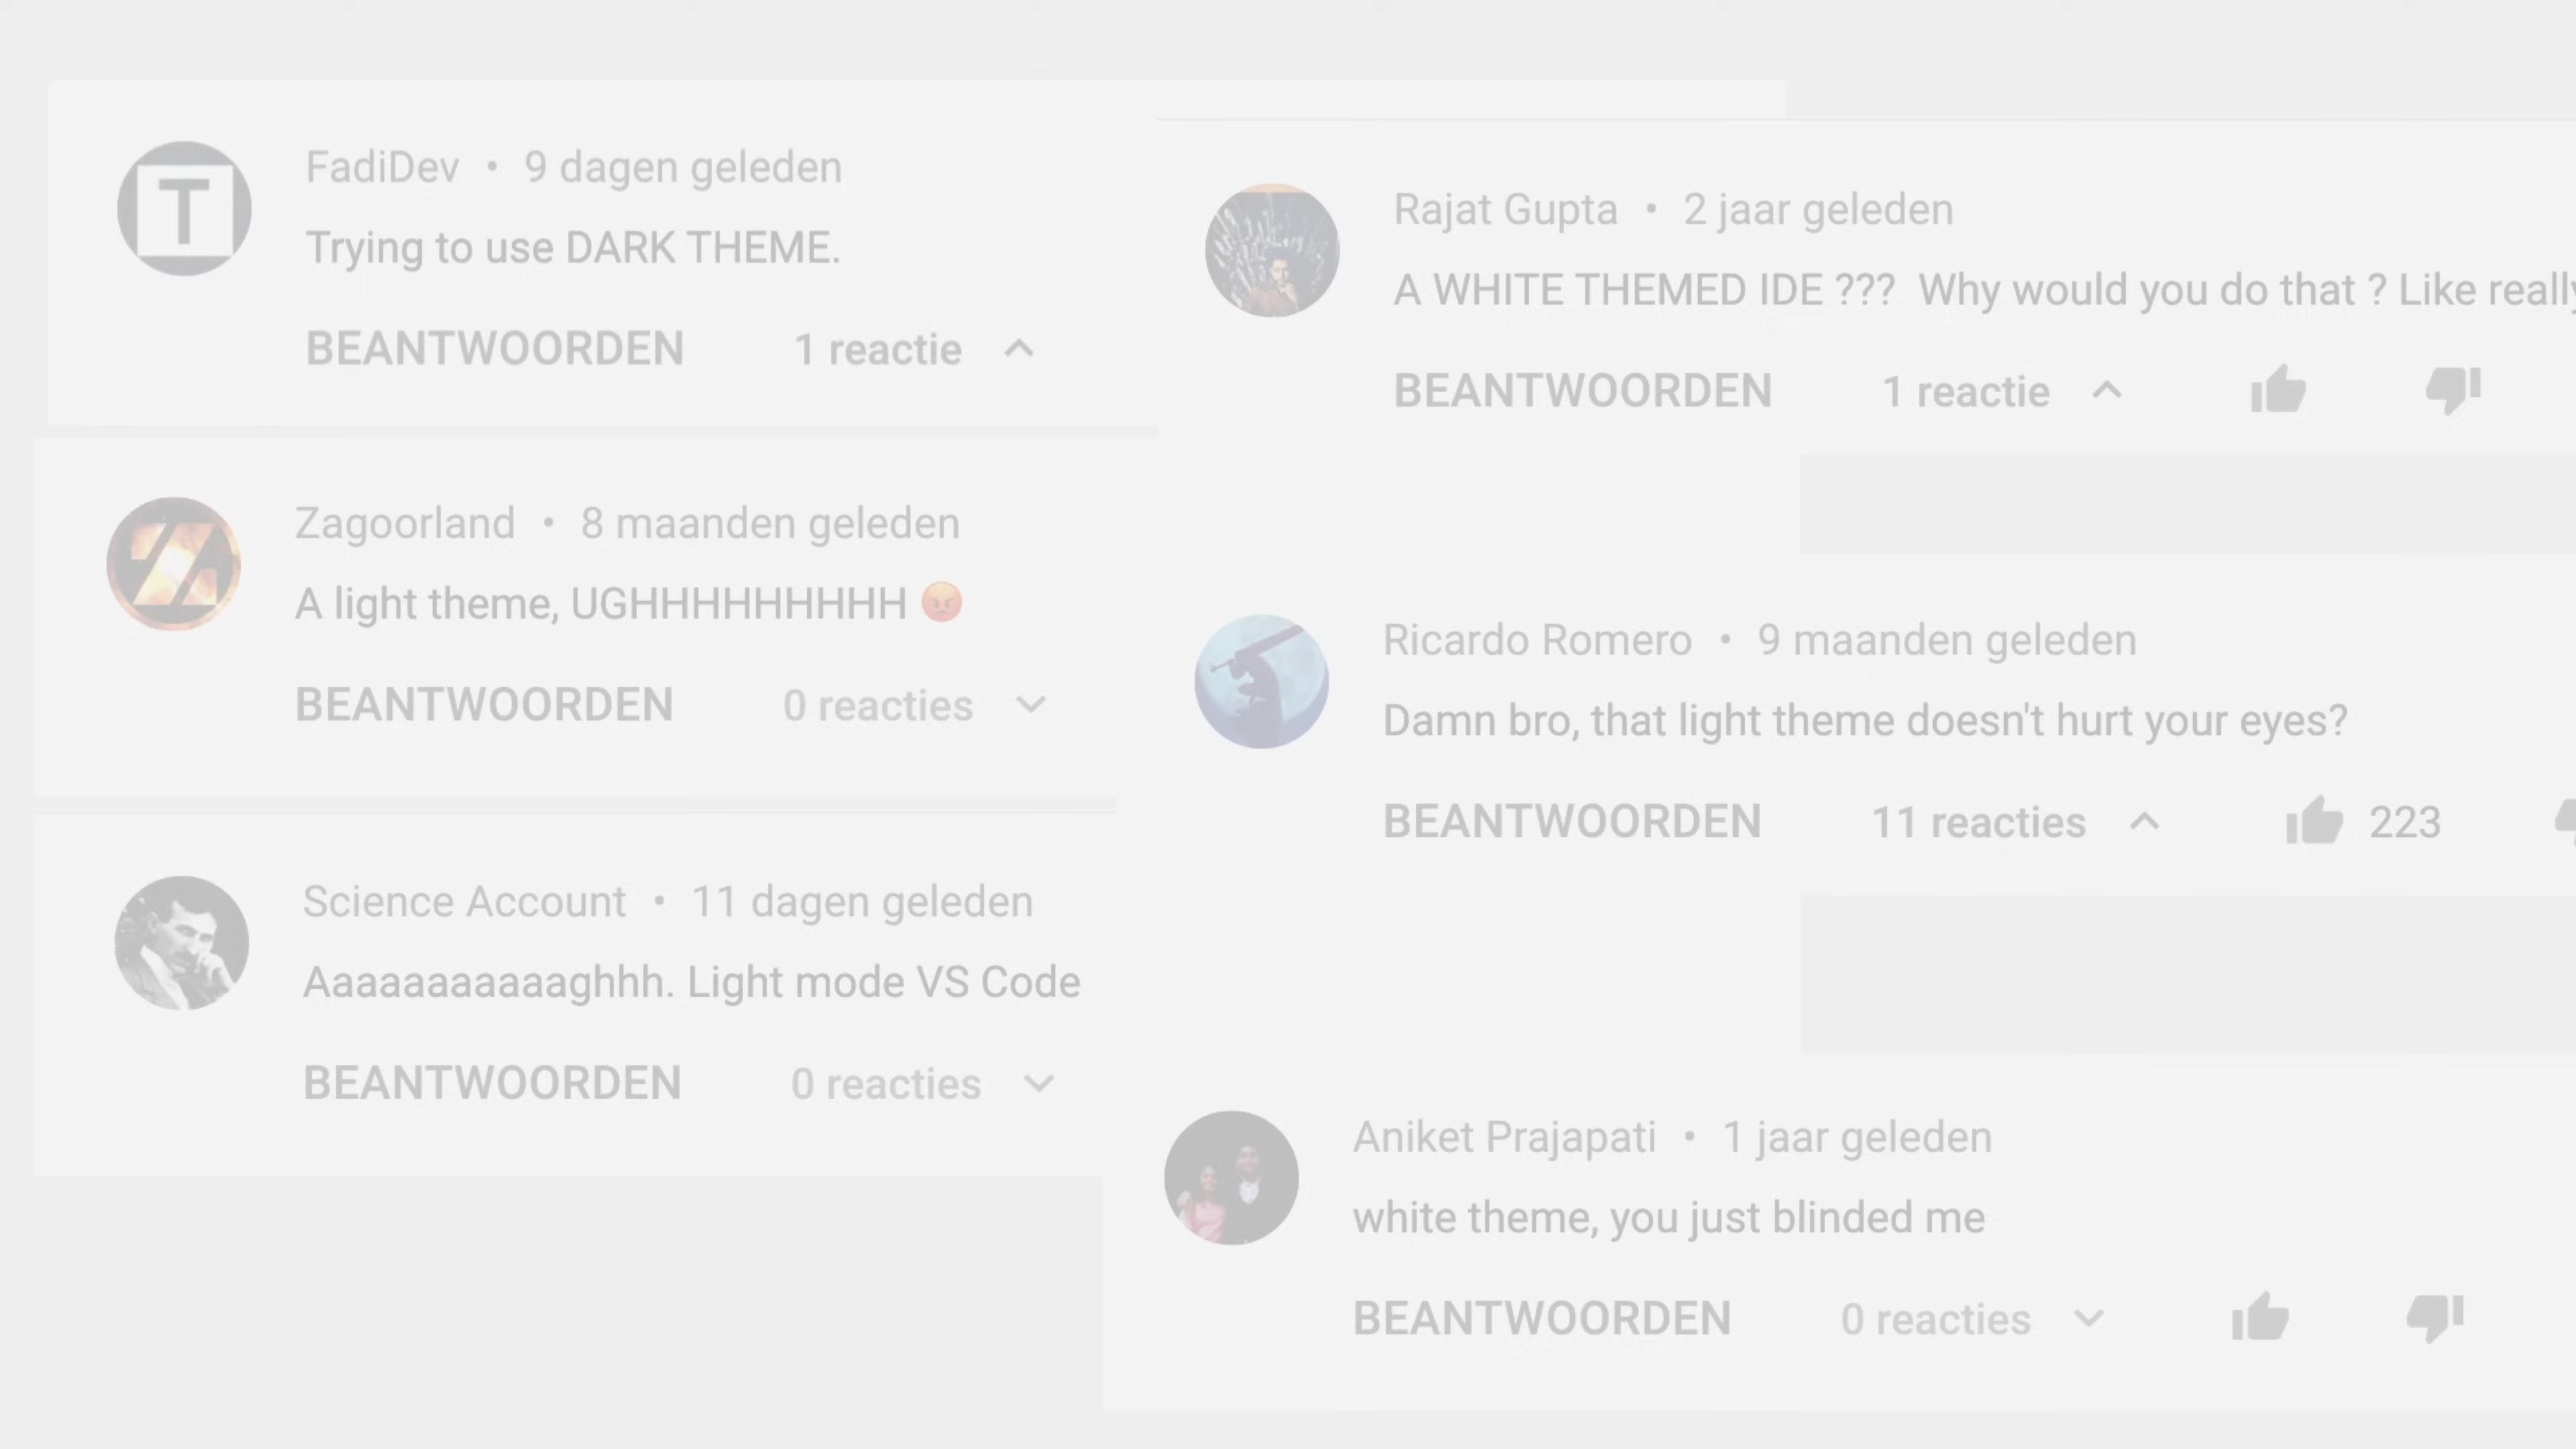 T
FadiDev • 9 dagen geleden
Trying to use DARK THEME.
BEANTWOORDEN 1 reactie
ZA
Zagoorland • 8 maanden geleden
A light theme, UGHHHHHHHHHH 😡
BEANTWOORDEN 0 reacties
Science Account • 11 dagen geleden
Aaaaaaaaaaaghhh. Light mode VS Code
BEANTWOORDEN 0 reacties
Rajat Gupta • 2 jaar geleden
A WHITE THEMED IDE ??? Why would you do that ? Like really
BEANTWOORDEN 1 reactie
Ricardo Romero • 9 maanden geleden
Damn bro, that light theme doesn't hurt your eyes?
BEANTWOORDEN 11 reacties 223
Aniket Prajapati • 1 jaar geleden
white theme, you just blinded me
BEANTWOORDEN 0 reacties